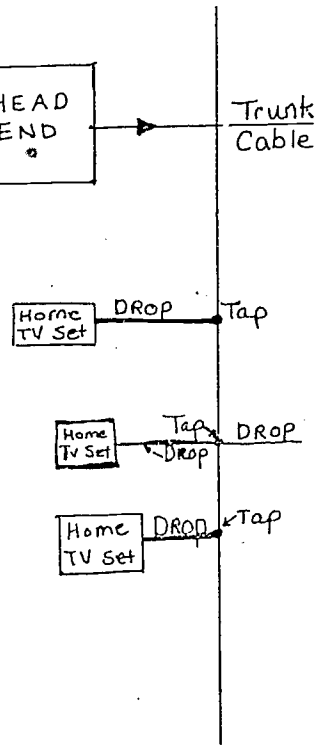 HEAD
END
Trunk
Cable
Home
TV Set
DROP
Tap
Home
TV Set
Tap
Drop
DROP
Home
TV Set
DROP
Tap